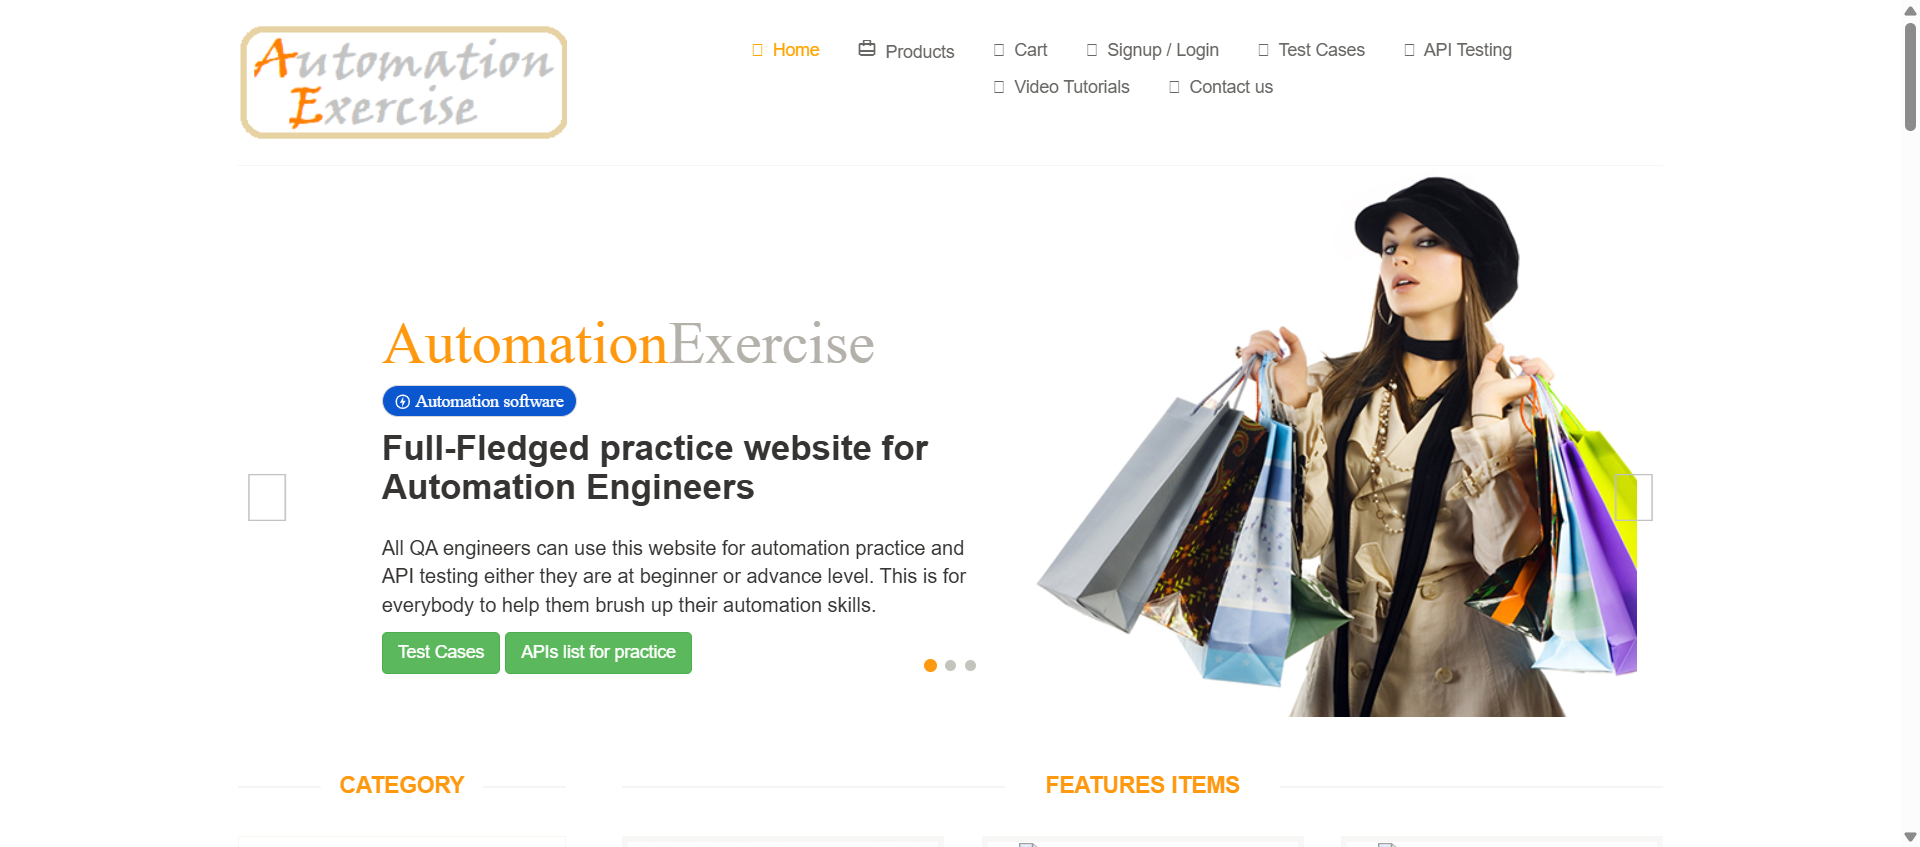 Automation
Exercise
Home Products Cart Signup / Login Test Cases API Testing
Video Tutorials Contact us
AutomationExercise
Automation software
Full-Fledged practice website for
Automation Engineers
All QA engineers can use this website for automation practice and
API testing either they are at beginner or advance level. This is for
everybody to help them brush up their automation skills.
Test Cases APIs list for practice
CATEGORY
FEATURES ITEMS